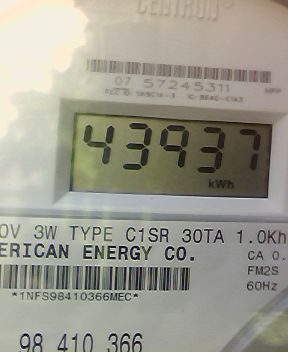 CENTRON®
07 57245311
43937
kWh
0V 3W TYPE C1SR 30TA 1.0Kh
ERICAN ENERGY CO.
CA 0.
FM2S
60Hz
*1NFS98410366MEC*
98 410 366